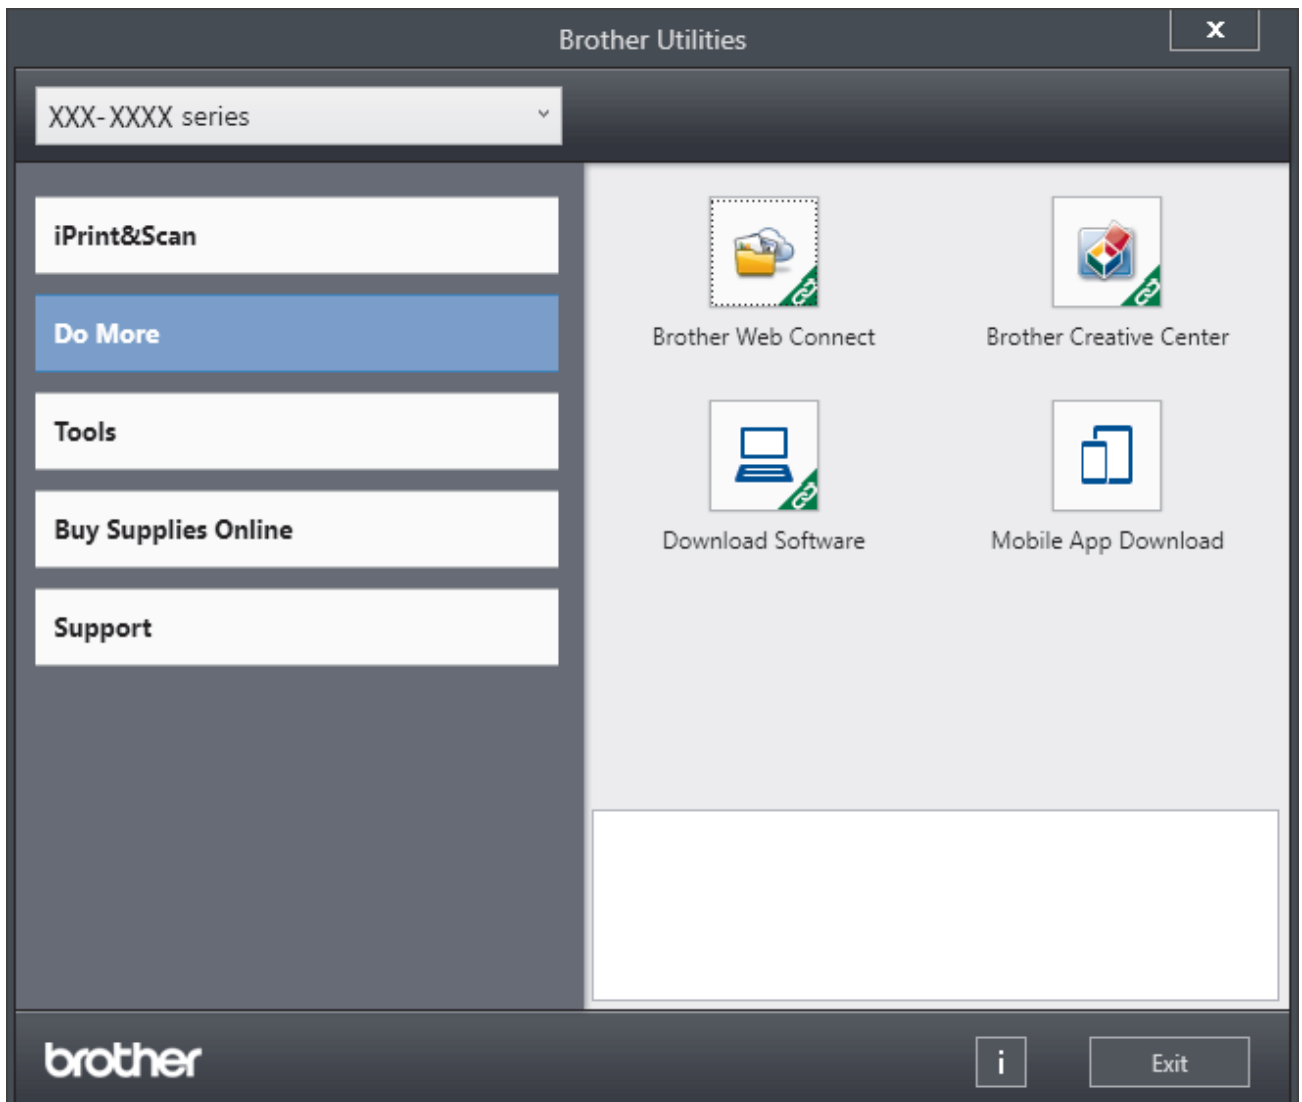 Brother Utilities
X
XXX-XXXX series
iPrint&Scan
Do More
Tools
Buy Supplies Online
Support
Brother Web Connect
Brother Creative Center
Download Software
Mobile App Download
brother
i
Exit